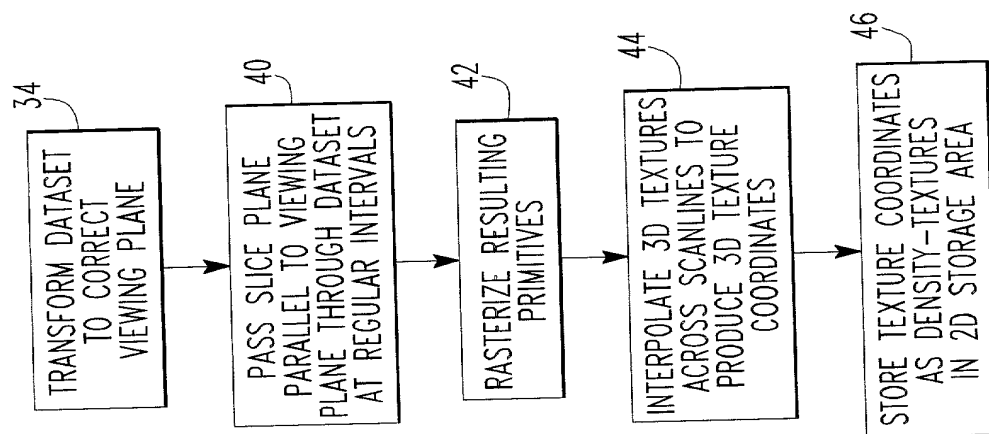 34
TRANSFORM DATASET
TO CORRECT
VIEWING PLANE
40
PASS SLICE PLANE
PARALLEL TO VIEWING
PLANE THROUGH DATASET
AT REGULAR INTERVALS
42
RASTERIZE RESULTING
PRIMITIVES
44
INTERPOLATE 3D TEXTURES
ACROSS SCANLINES TO
PRODUCE 3D TEXTURE
COORDINATES
46
STORE TEXTURE COORDINATES
AS DENSITY-TEXTURES
IN 2D STORAGE AREA